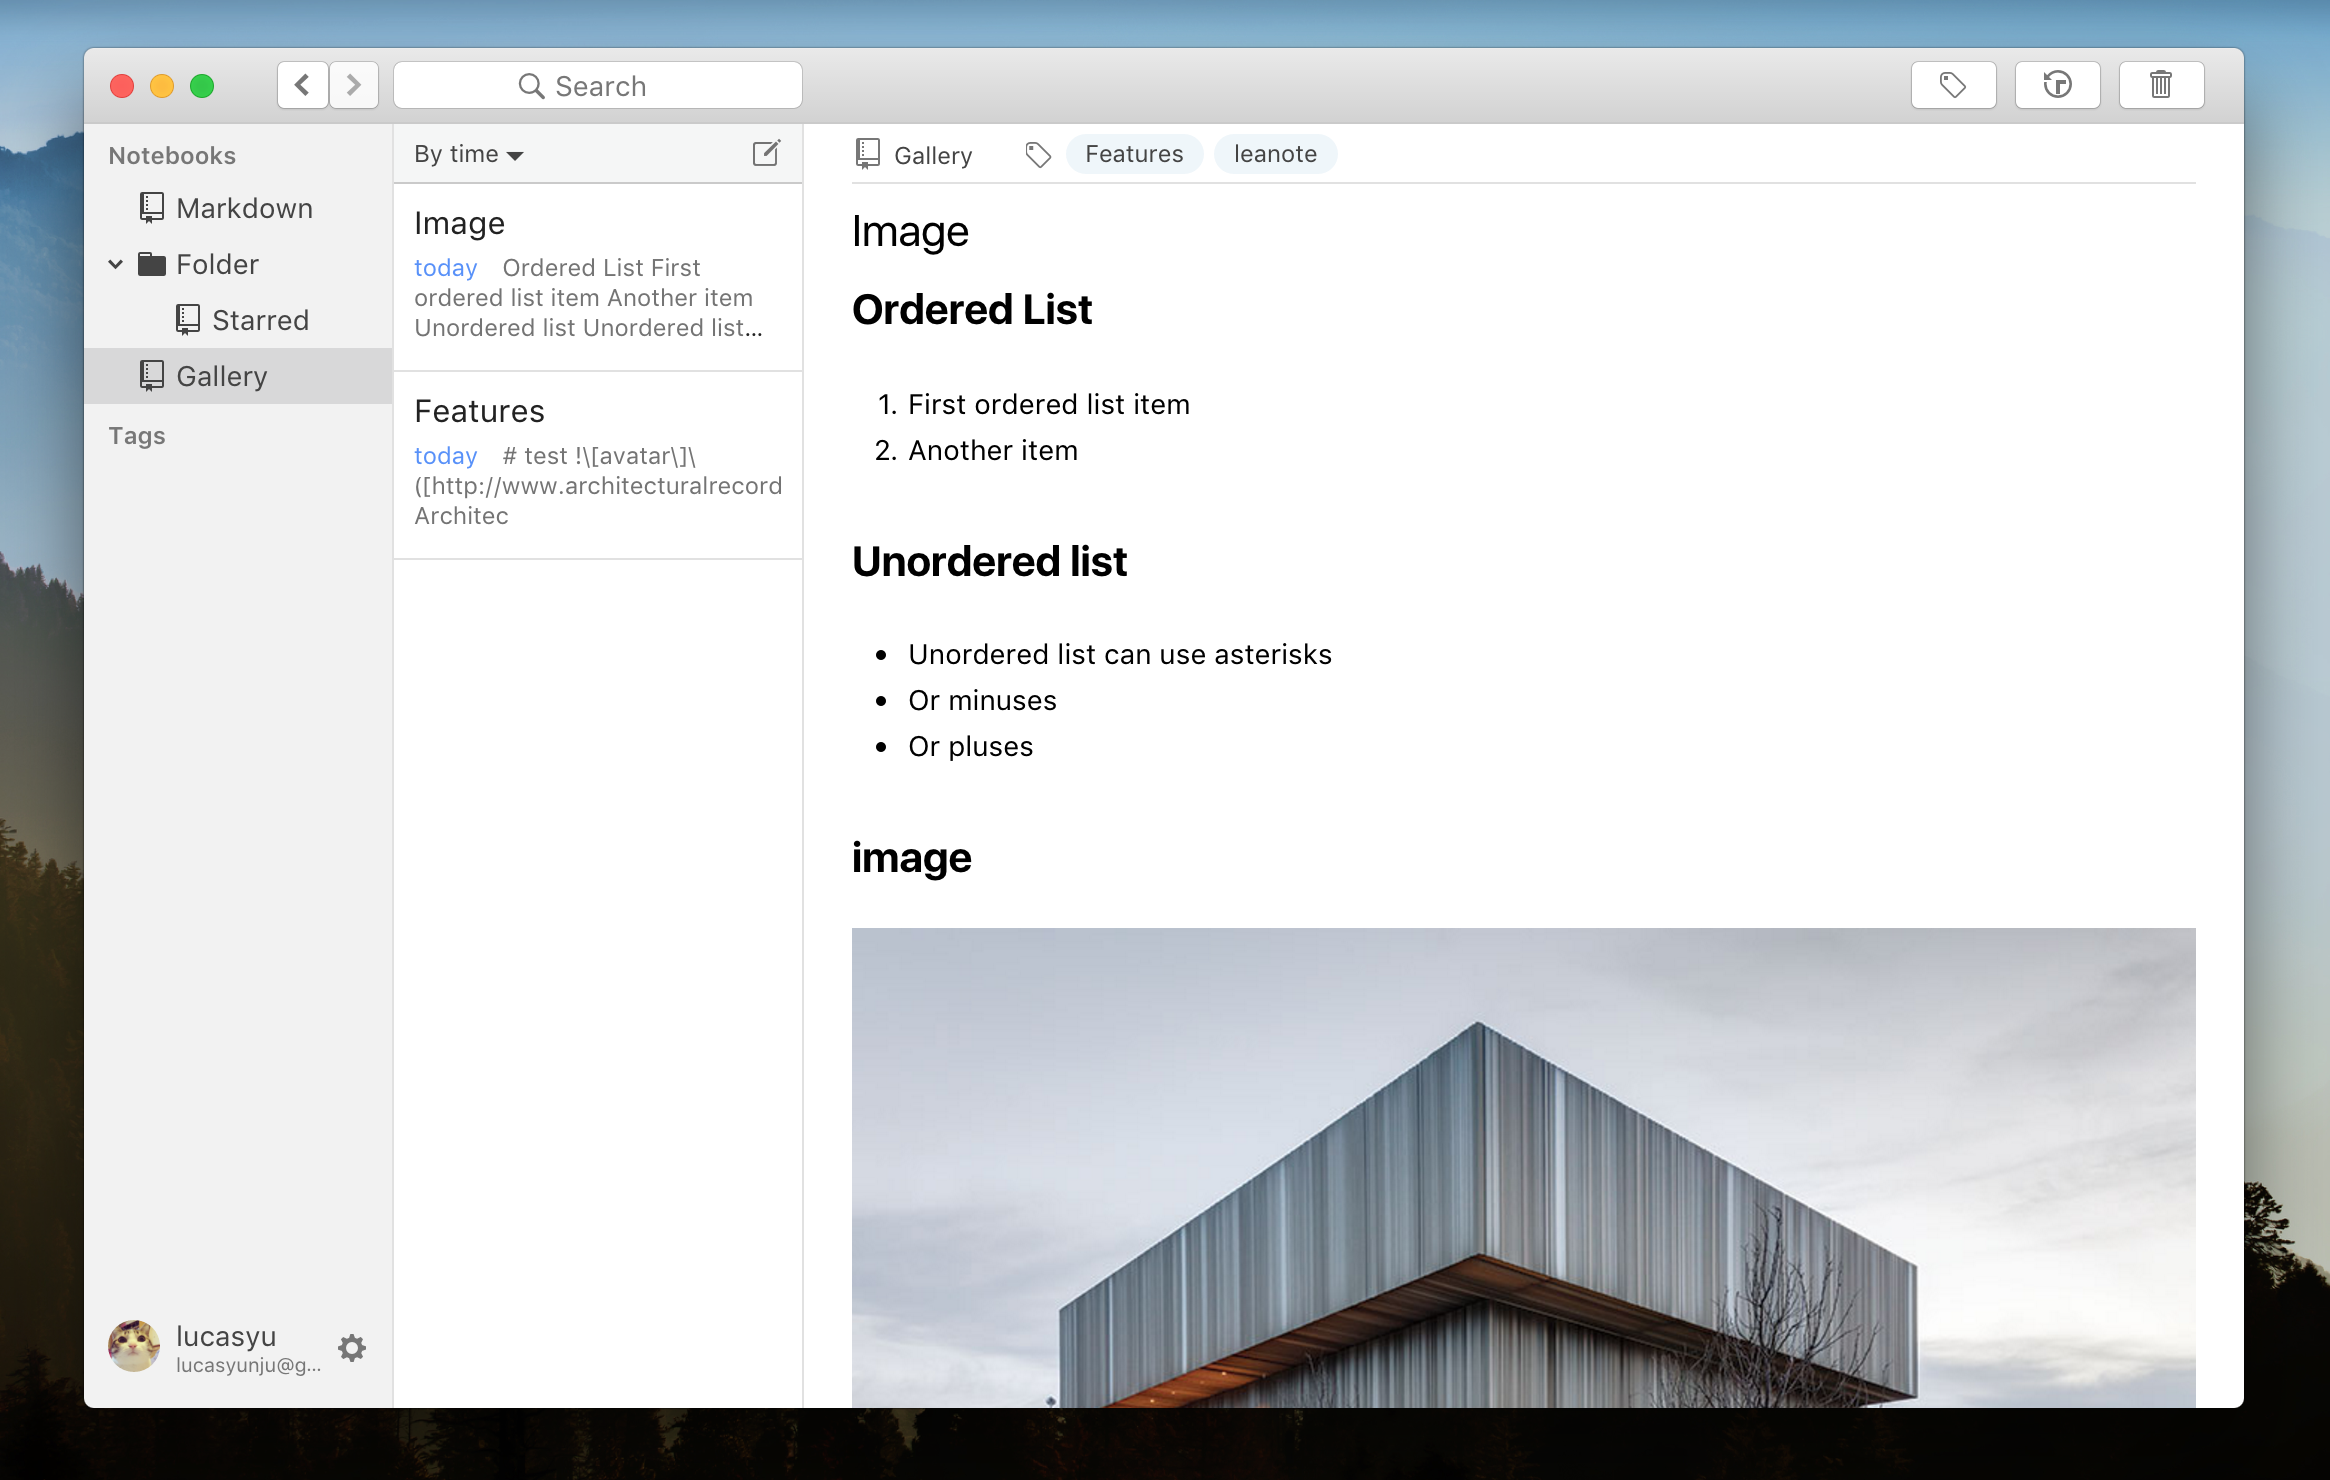 Search
Notebooks
Markdown
Folder
Starred
Gallery
Tags
lucasyu
lucasyunju@g...
By time
Image
today Ordered List First
ordered list item Another item
Unordered list Unordered list...
Features
today # test !\[avatar\]\
([http://www.architecturalrecord
Architec
Gallery Features leanote
Image
Ordered List
1. First ordered list item
2. Another item
Unordered list
• Unordered list can use asterisks
• Or minuses
• Or pluses
image